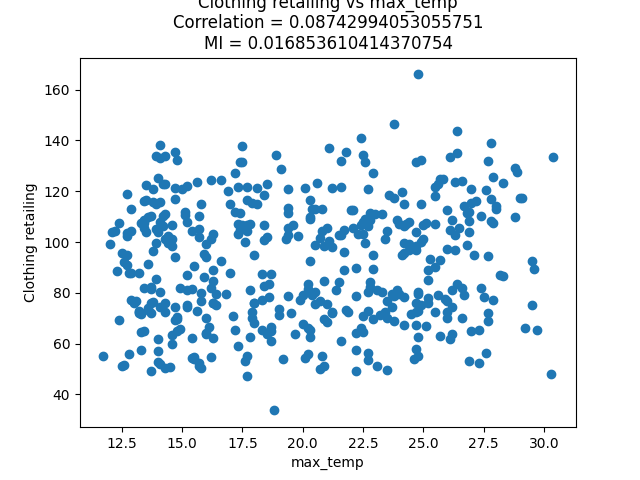 Clothing retailing vs max_temp
Correlation = 0.08742994053055751
MI = 0.016853610414370754
160
140
120
100
80
60
40
Clothing retailing
12.5 15.0 17.5 20.0 22.5 25.0 27.5 30.0
max_temp